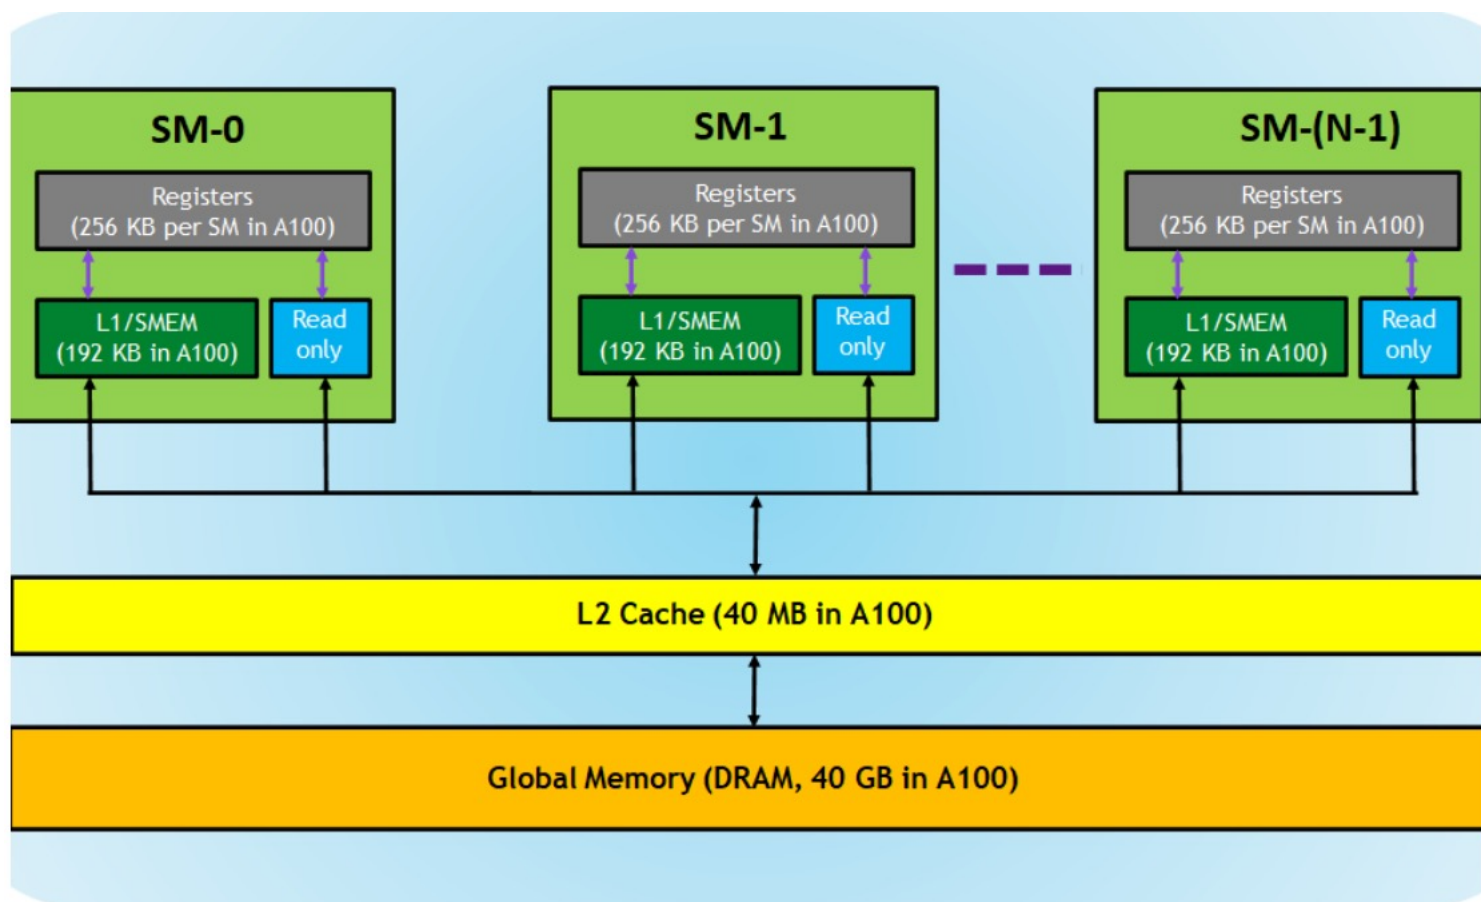 SM-0
Registers
(256 KB per SM in A100)
L1/SMEM
(192 KB in A100)
Read
only
SM-1
Registers
(256 KB per SM in A100)
L1/SMEM
(192 KB in A100)
Read
only
SM-(N-1)
Registers
(256 KB per SM in A100)
L1/SMEM
(192 KB in A100)
Read
only
L2 Cache (40 MB in A100)
Global Memory (DRAM, 40 GB in A100)